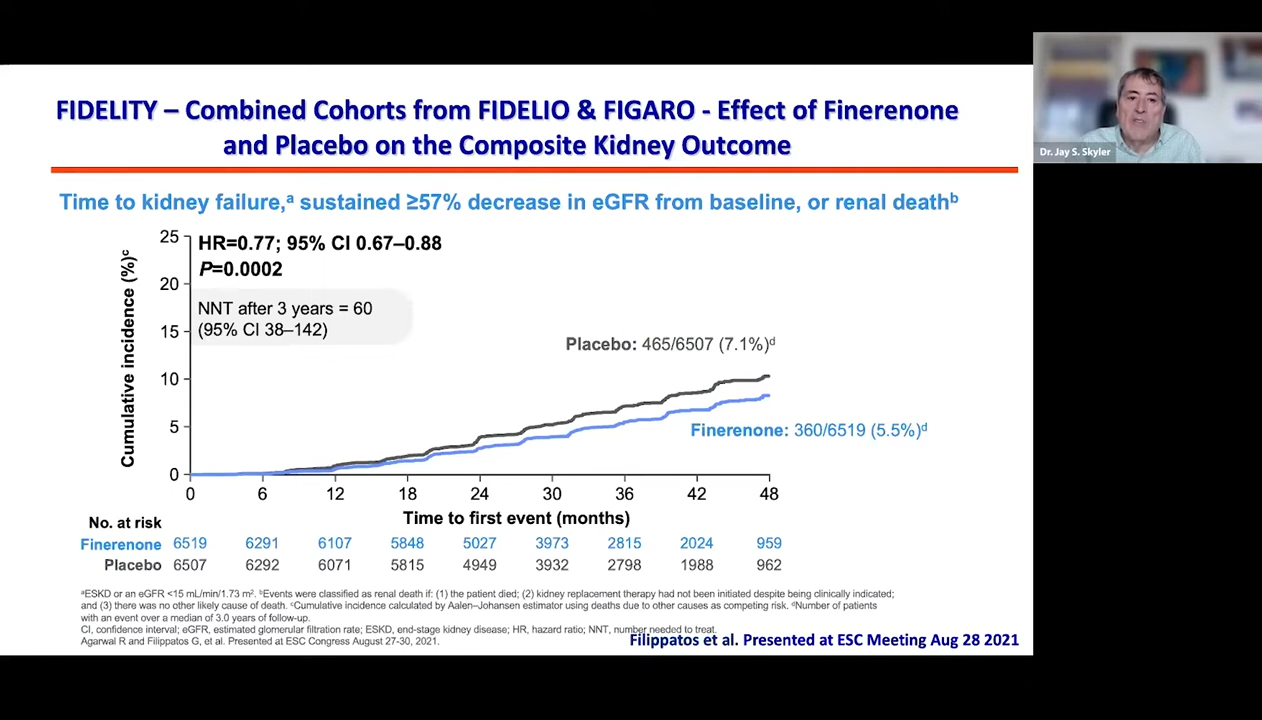 FIDELITY – Combined Cohorts from FIDELIO & FIGARO - Effect of Finerenone
and Placebo on the Composite Kidney Outcome
Dr. Jay S. Skyler
Time to kidney failure,ᵃ sustained ≥57% decrease in eGFR from baseline, or renal deathᵇ
Cumulative incidence (%)ᶜ
25
20
15
10
5
0
HR=0.77; 95% CI 0.67–0.88
P=0.0002
NNT after 3 years = 60
(95% CI 38–142)
Placebo: 465/6507 (7.1%)ᵈ
Finerenone: 360/6519 (5.5%)ᵈ
0 6 12 18 24 30 36 42 48
Time to first event (months)
No. at risk
Finerenone 6519 6291 6107 5848 5027 3973 2815 2024 959
Placebo 6507 6292 6071 5815 4949 3932 2798 1988 962
ᵃESKD or an eGFR <15 mL/min/1.73 m². ᵇEvents were classified as renal death if: (1) the patient died; (2) kidney replacement therapy had not been initiated despite being clinically indicated;
and (3) there was no other likely cause of death. ᶜCumulative incidence calculated by Aalen–Johansen estimator using deaths due to other causes as competing risk. ᵈNumber of patients
with an event over a median of 3.0 years of follow-up.
CI, confidence interval; eGFR, estimated glomerular filtration rate; ESKD, end-stage kidney disease; HR, hazard ratio; NNT, number needed to treat.
Agarwal R and Filippatos G, et al. Presented at ESC Congress August 27-30, 2021.
Filippatos et al. Presented at ESC Meeting Aug 28 2021